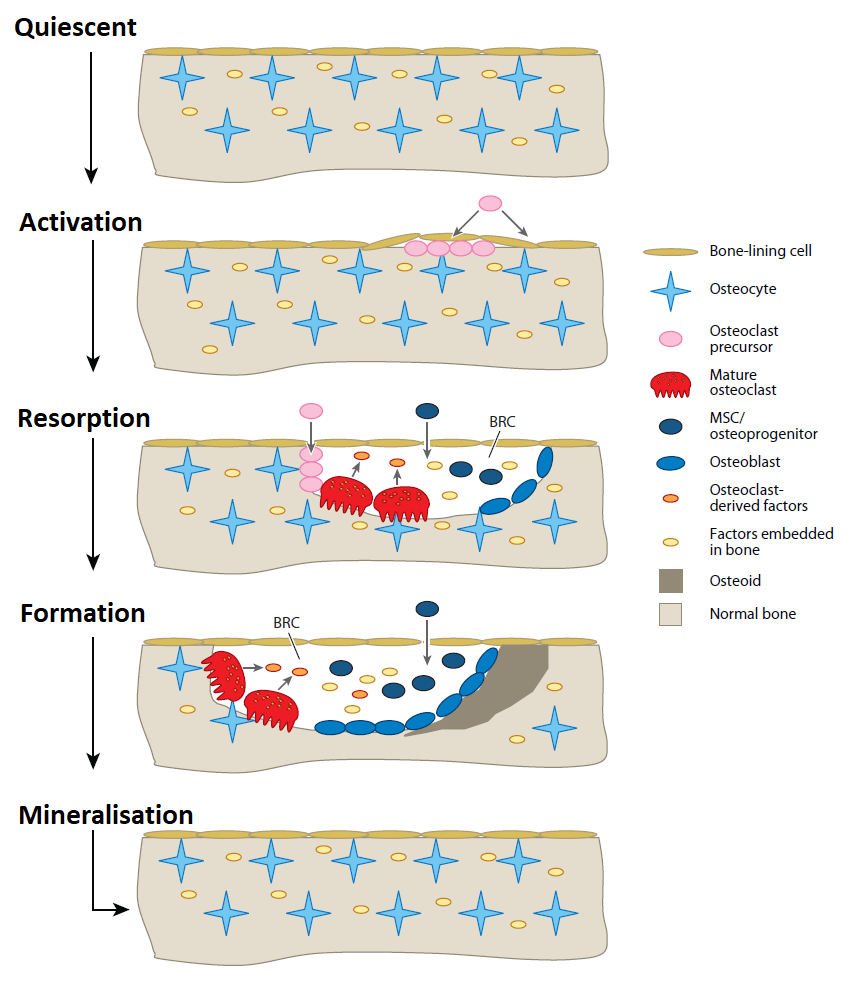 Quiescent
Activation
Bone-lining cell
Osteocyte
Osteoclast
precursor
Mature
osteoclast
MSC/
osteoprogenitor
Osteoblast
Osteoclast-
derived factors
Factors embedded
in bone
Osteoid
Normal bone
Resorption
BRC
Formation
BRC
Mineralisation